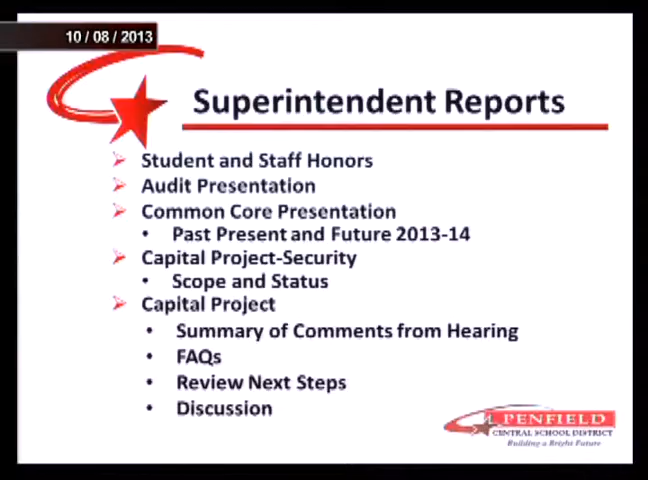 10 / 08 / 2013
Superintendent Reports
Student and Staff Honors
Audit Presentation
Common Core Presentation
• Past Present and Future 2013-14
Capital Project-Security
• Scope and Status
Capital Project
• Summary of Comments from Hearing
• FAQs
• Review Next Steps
• Discussion
PENFIELD
CENTRAL SCHOOL DISTRICT
Building a Bright Future